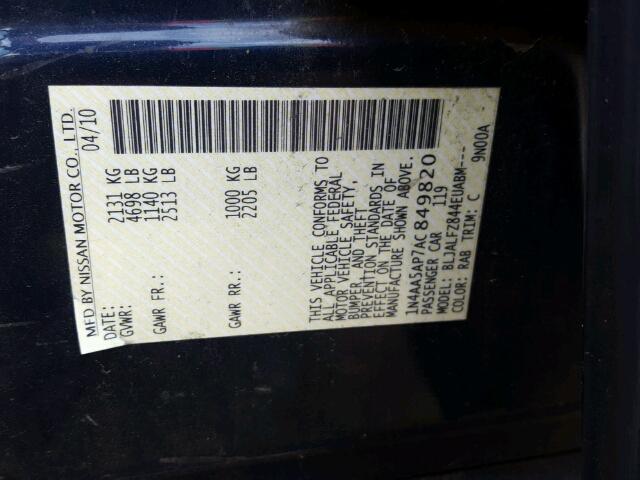 MFD BY NISSAN MOTOR CO., LTD.
DATE: 04/10
GVWR: 2131 KG
4698 LB
GAWR FR.: 1140 KG
2513 LB
GAWR RR.: 1000 KG
2205 LB
THIS VEHICLE CONFORMS TO
ALL APPLICABLE FEDERAL
MOTOR VEHICLE SAFETY,
BUMPER, AND THEFT
PREVENTION STANDARDS IN
EFFECT ON THE DATE OF
MANUFACTURE SHOWN ABOVE.
1N4AA5AP7AC849820
PASSENGER CAR 119
MODEL: BLJALFZ844EUABM---
COLOR: RAB TRIM: C 9N00A